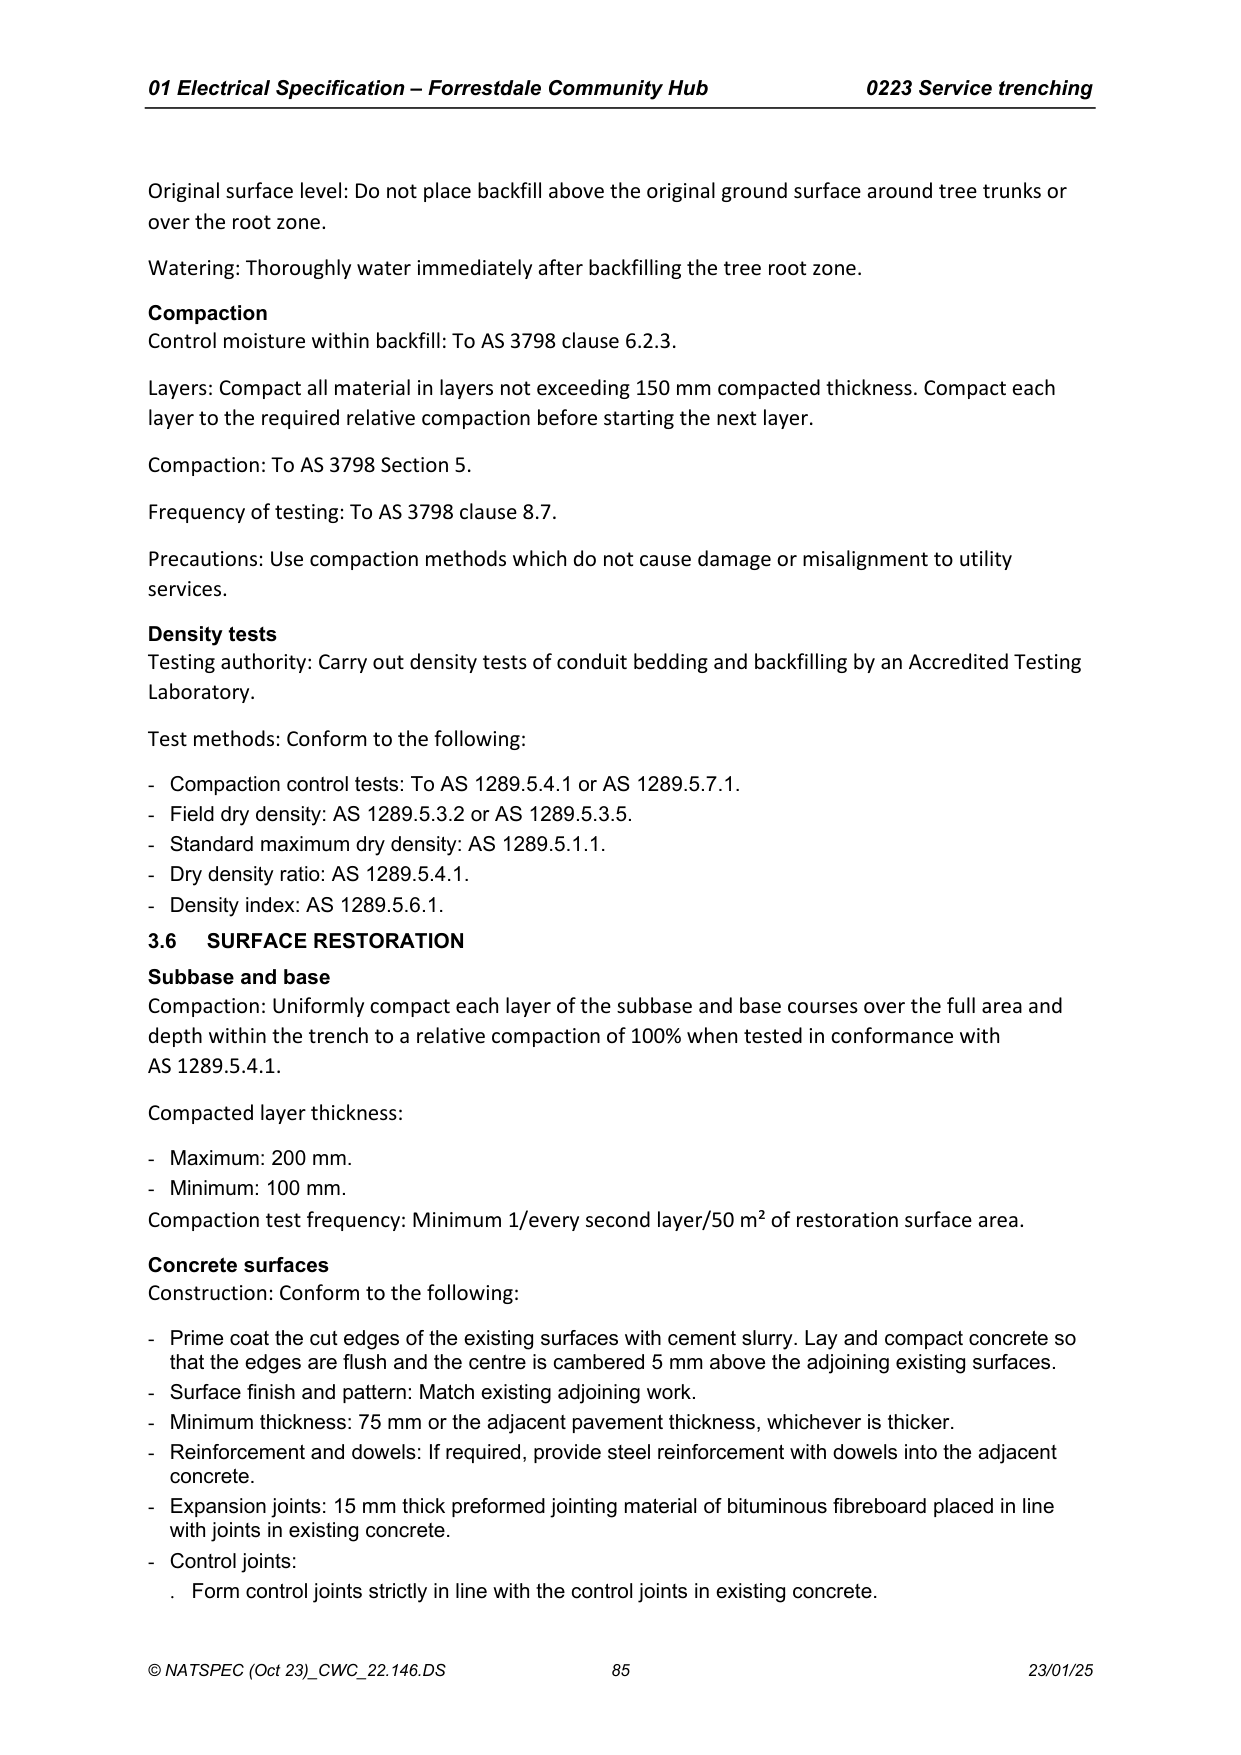 01 Electrical Specification – Forrestdale Community Hub 0223 Service trenching
Original surface level: Do not place backfill above the original ground surface around tree trunks or
over the root zone.
Watering: Thoroughly water immediately after backfilling the tree root zone.
Compaction
Control moisture within backfill: To AS 3798 clause 6.2.3.
Layers: Compact all material in layers not exceeding 150 mm compacted thickness. Compact each
layer to the required relative compaction before starting the next layer.
Compaction: To AS 3798 Section 5.
Frequency of testing: To AS 3798 clause 8.7.
Precautions: Use compaction methods which do not cause damage or misalignment to utility
services.
Density tests
Testing authority: Carry out density tests of conduit bedding and backfilling by an Accredited Testing
Laboratory.
Test methods: Conform to the following:
- Compaction control tests: To AS 1289.5.4.1 or AS 1289.5.7.1.
- Field dry density: AS 1289.5.3.2 or AS 1289.5.3.5.
- Standard maximum dry density: AS 1289.5.1.1.
- Dry density ratio: AS 1289.5.4.1.
- Density index: AS 1289.5.6.1.
3.6 SURFACE RESTORATION
Subbase and base
Compaction: Uniformly compact each layer of the subbase and base courses over the full area and
depth within the trench to a relative compaction of 100% when tested in conformance with
AS 1289.5.4.1.
Compacted layer thickness:
- Maximum: 200 mm.
- Minimum: 100 mm.
Compaction test frequency: Minimum 1/every second layer/50 m² of restoration surface area.
Concrete surfaces
Construction: Conform to the following:
- Prime coat the cut edges of the existing surfaces with cement slurry. Lay and compact concrete so
that the edges are flush and the centre is cambered 5 mm above the adjoining existing surfaces.
- Surface finish and pattern: Match existing adjoining work.
- Minimum thickness: 75 mm or the adjacent pavement thickness, whichever is thicker.
- Reinforcement and dowels: If required, provide steel reinforcement with dowels into the adjacent
concrete.
- Expansion joints: 15 mm thick preformed jointing material of bituminous fibreboard placed in line
with joints in existing concrete.
- Control joints:
. Form control joints strictly in line with the control joints in existing concrete.
© NATSPEC (Oct 23)_CWC_22.146.DS 85 23/01/25